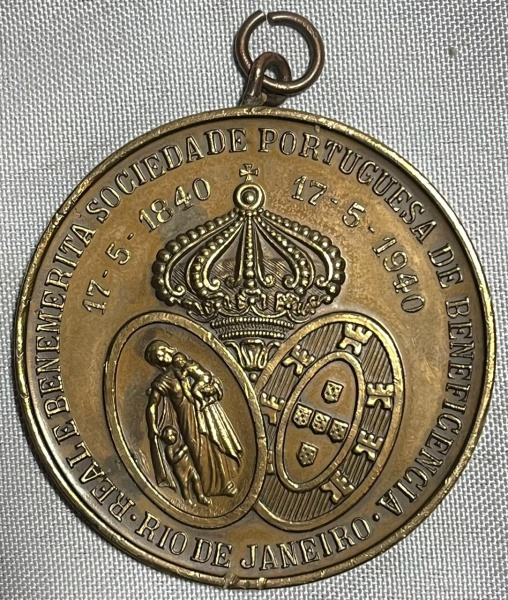 REAL E BENEMERITA SOCIEDADE PORTUGUESA DE BENEFICENCIA
17-5-1840
17-5-1940
· RIO DE JANEIRO ·